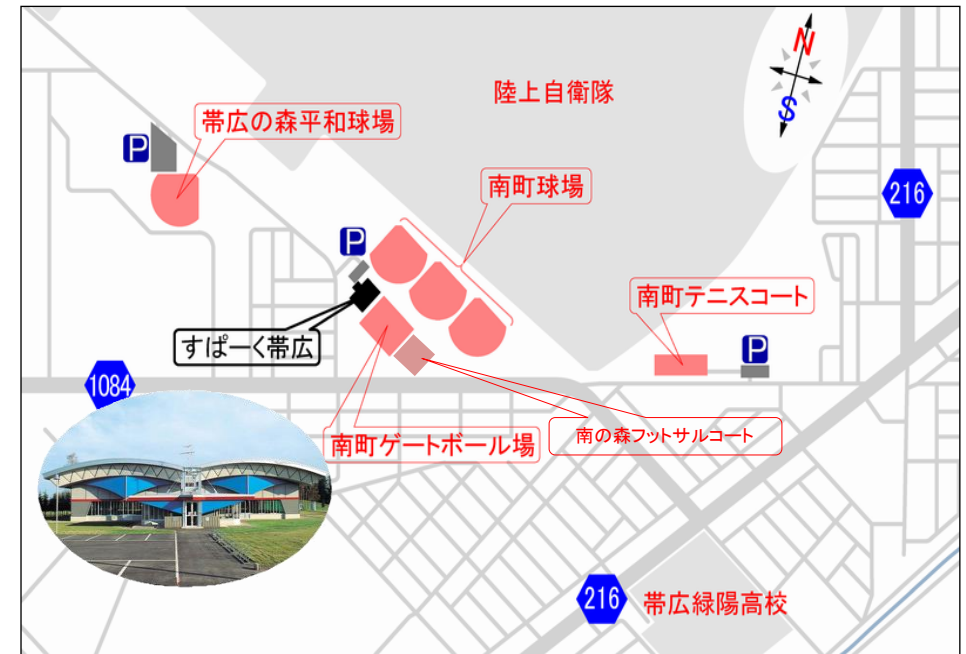 N
S
陸上自衛隊
帯広の森平和球場
P
南町球場
216
P
南町テニスコート
すぱーく帯広
P
1084
南町ゲートボール場
南の森フットサルコート
216
帯広緑陽高校